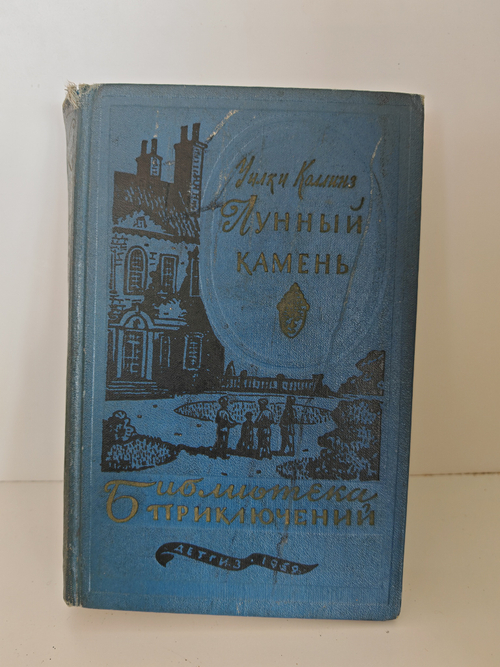 Уилки Коллинз
Лунный
камень
Библиотека
приключений
Детгиз · 1959